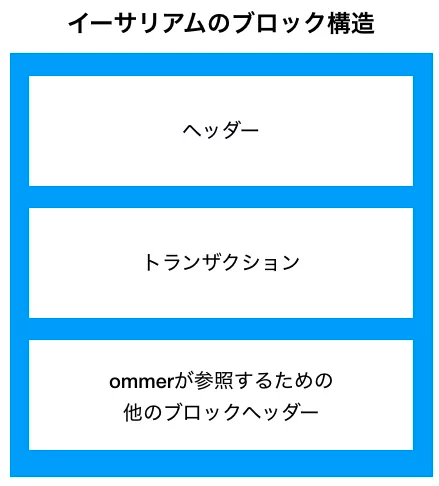 イーサリアムのブロック構造
ヘッダー
トランザクション
ommerが参照するための
他のブロックヘッダー